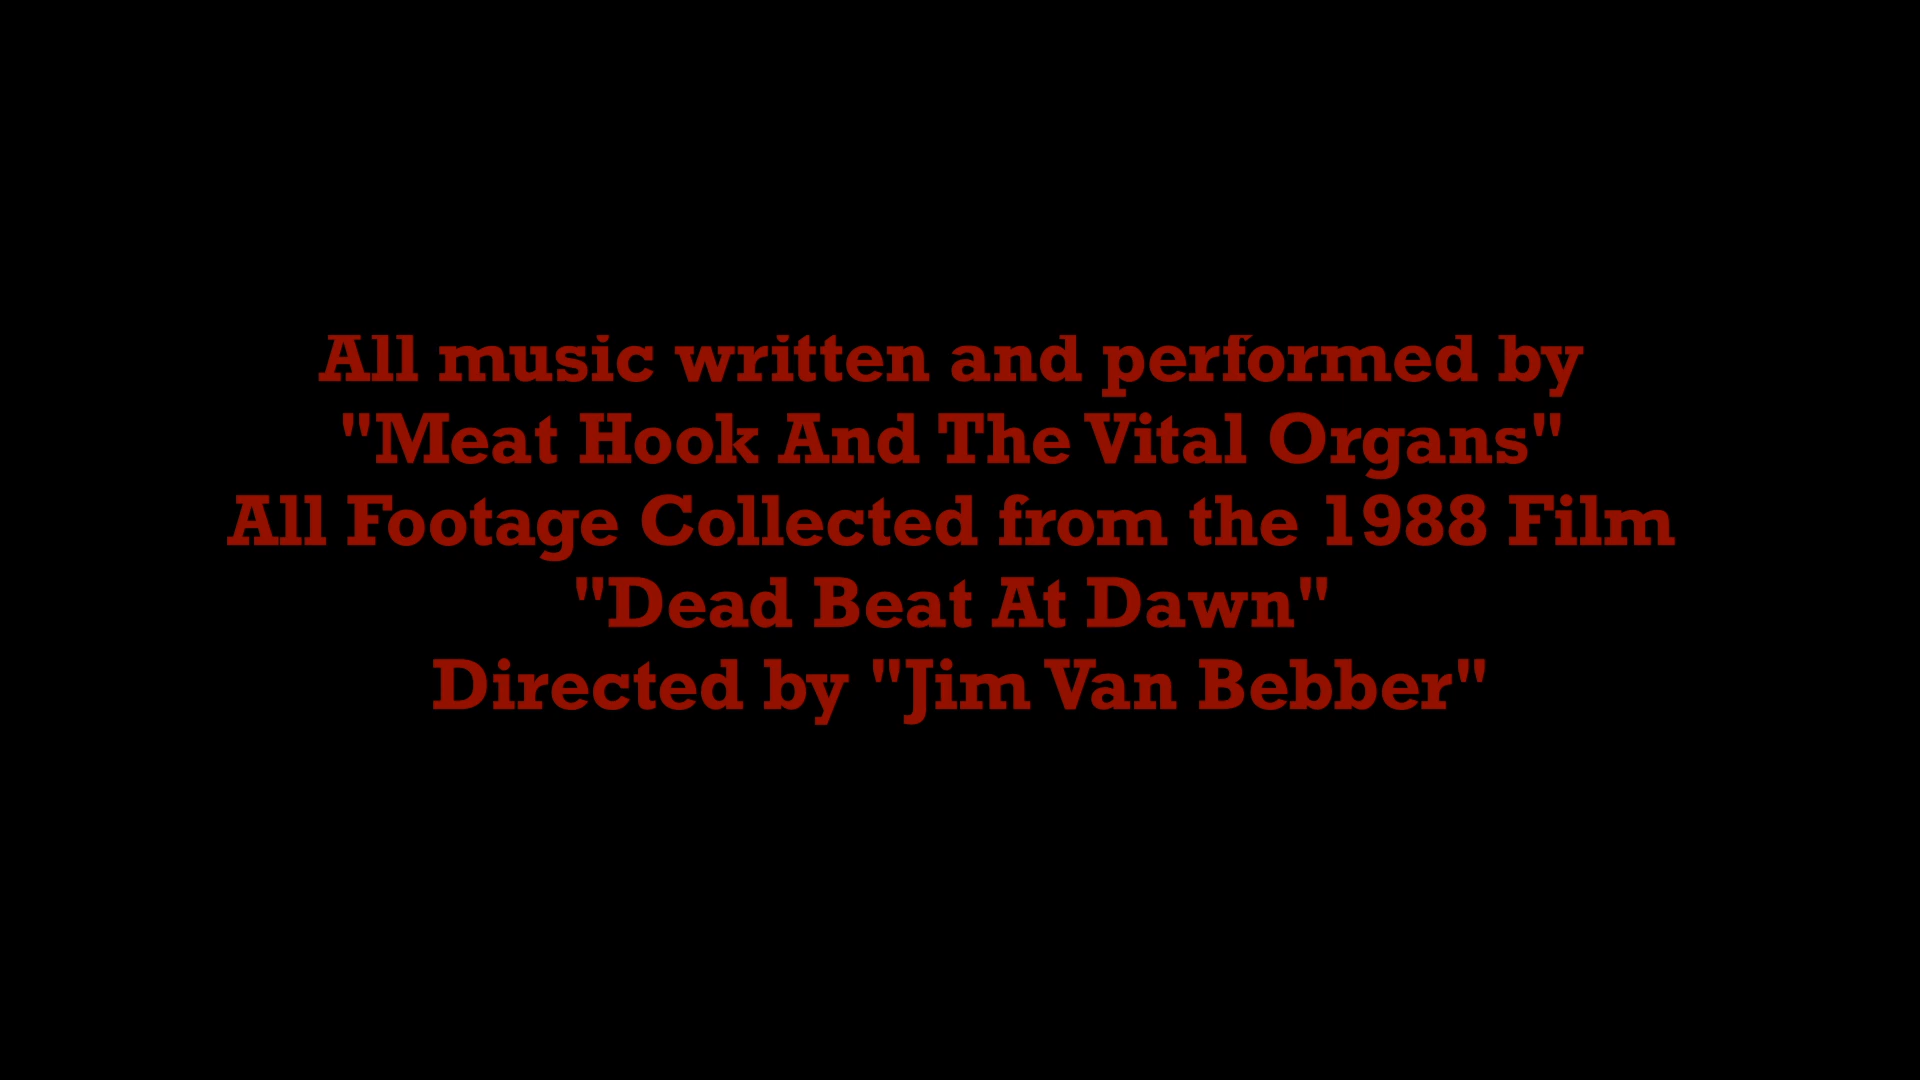 All music written and performed by
"Meat Hook And The Vital Organs"
All Footage Collected from the 1988 Film
"Dead Beat At Dawn"
Directed by "Jim Van Bebber"